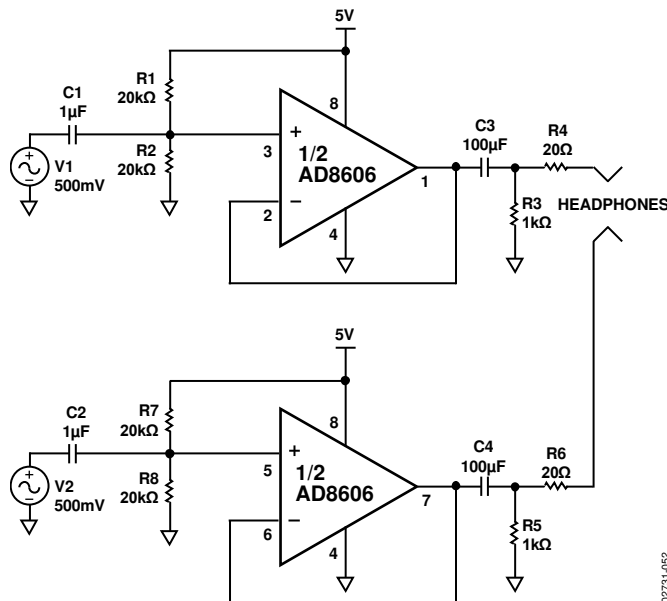 5V
R1
20kΩ
C1
1µF
8
+
3
1/2
AD8606
1
C3
100µF
R4
20Ω
R2
20kΩ
+
−
V1
500mV
−
2
4
R3
1kΩ
HEADPHONES
5V
R7
20kΩ
C2
1µF
8
+
5
1/2
AD8606
7
C4
100µF
R6
20Ω
R8
20kΩ
+
−
V2
500mV
−
6
4
R5
1kΩ
02731-052